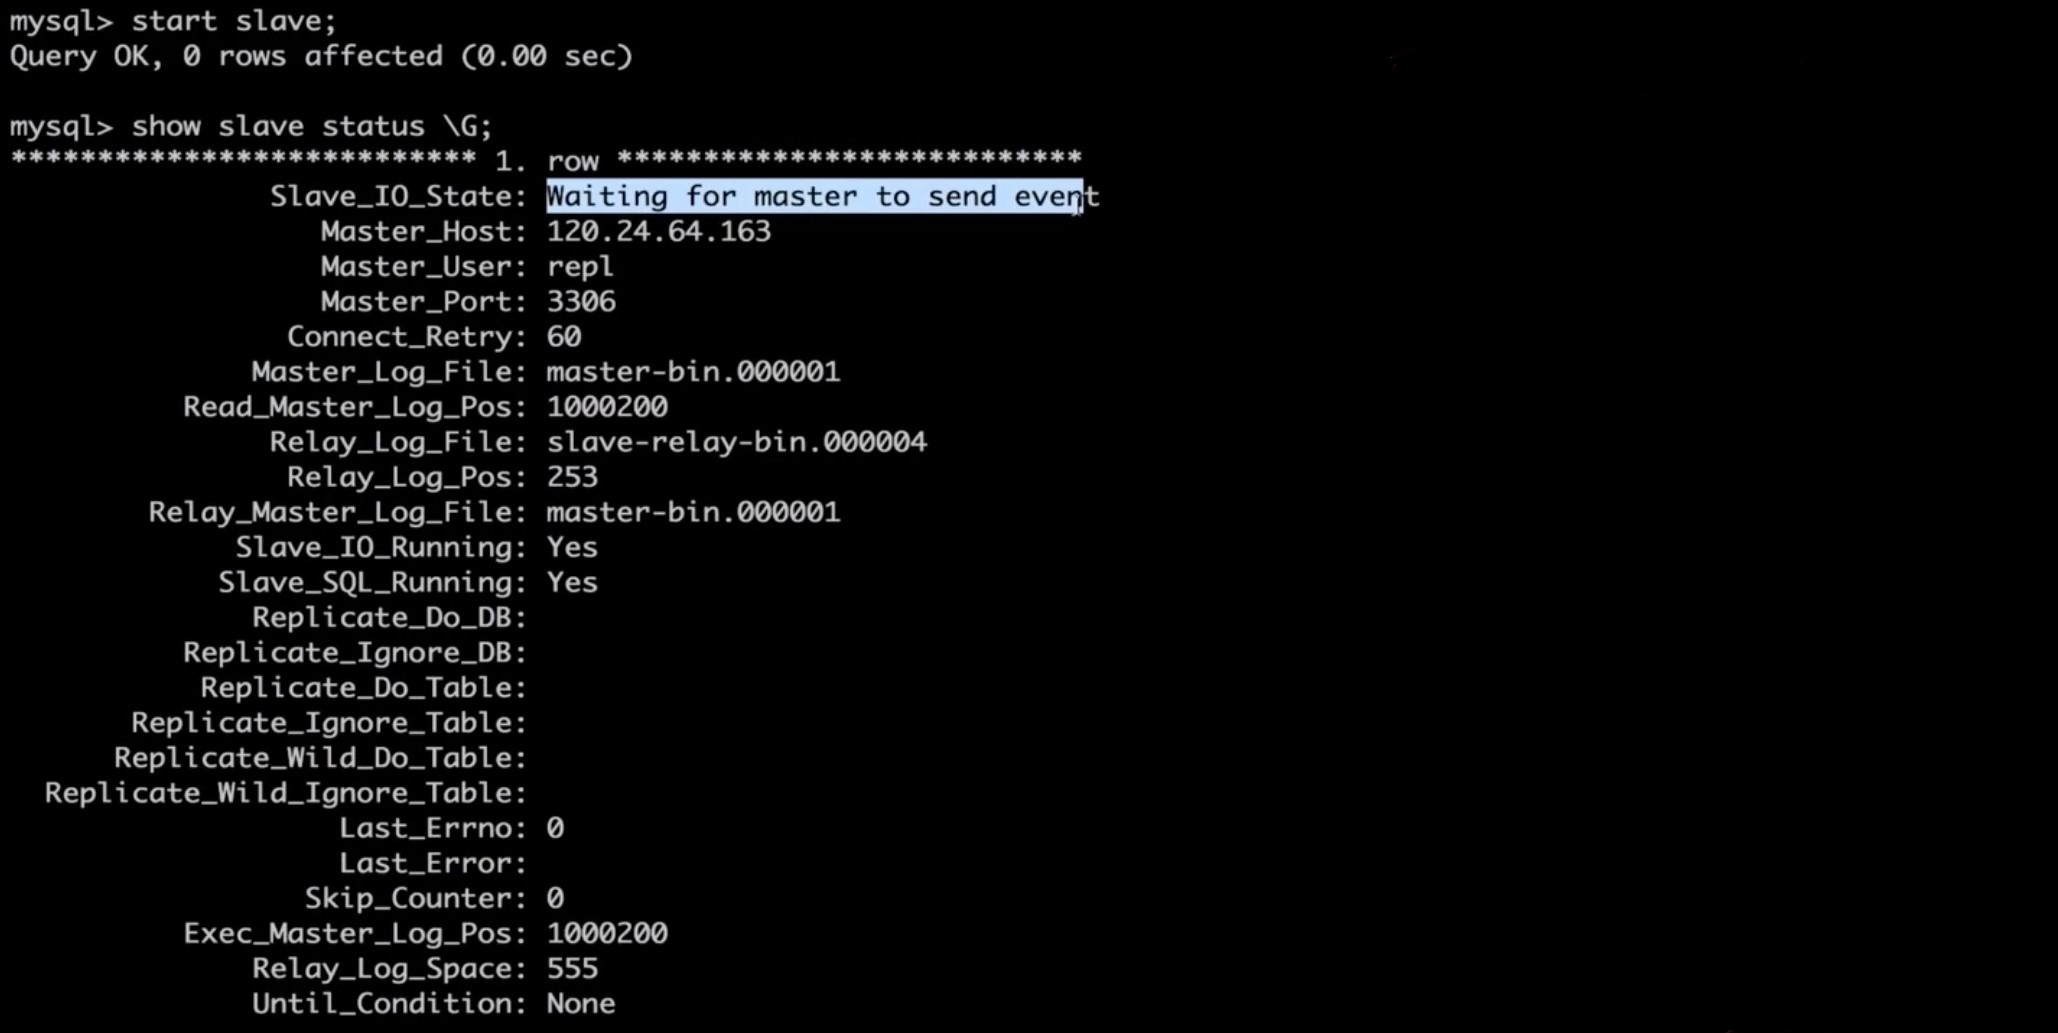 mysql> start slave;
Query OK, 0 rows affected (0.00 sec)
mysql> show slave status \G;
*************************** 1. row ***************************
Slave_IO_State: Waiting for master to send event
Master_Host: 120.24.64.163
Master_User: repl
Master_Port: 3306
Connect_Retry: 60
Master_Log_File: master-bin.000001
Read_Master_Log_Pos: 1000200
Relay_Log_File: slave-relay-bin.000004
Relay_Log_Pos: 253
Relay_Master_Log_File: master-bin.000001
Slave_IO_Running: Yes
Slave_SQL_Running: Yes
Replicate_Do_DB:
Replicate_Ignore_DB:
Replicate_Do_Table:
Replicate_Ignore_Table:
Replicate_Wild_Do_Table:
Replicate_Wild_Ignore_Table:
Last_Errno: 0
Last_Error:
Skip_Counter: 0
Exec_Master_Log_Pos: 1000200
Relay_Log_Space: 555
Until_Condition: None